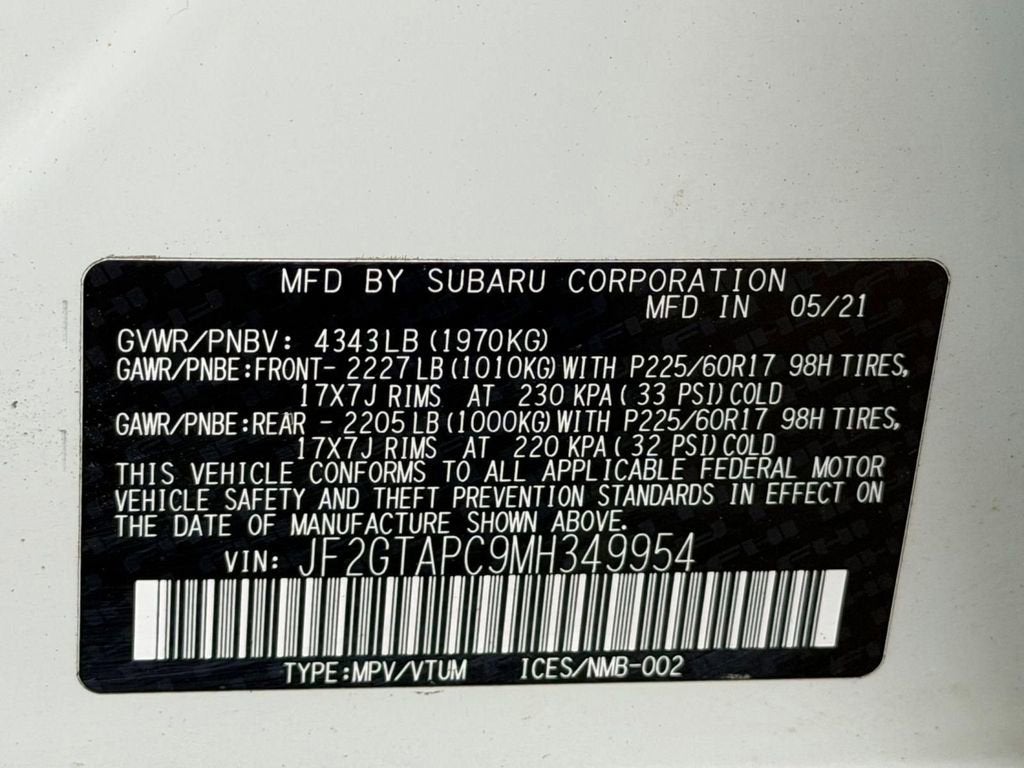 MFD BY SUBARU CORPORATION
MFD IN 05/21
GVWR/PNBV: 4343LB (1970KG)
GAWR/PNBE:FRONT- 2227LB (1010KG) WITH P225/60R17 98H TIRES,
17X7J RIMS AT 230 KPA( 33 PSI) COLD
GAWR/PNBE:REAR - 2205LB (1000KG) WITH P225/60R17 98H TIRES,
17X7J RIMS AT 220 KPA( 32 PSI) COLD
THIS VEHICLE CONFORMS TO ALL APPLICABLE FEDERAL MOTOR
VEHICLE SAFETY AND THEFT PREVENTION STANDARDS IN EFFECT ON
THE DATE OF MANUFACTURE SHOWN ABOVE.
VIN: JF2GTAPC9MH349954
TYPE:MPV/VTUM ICES/NMB-002